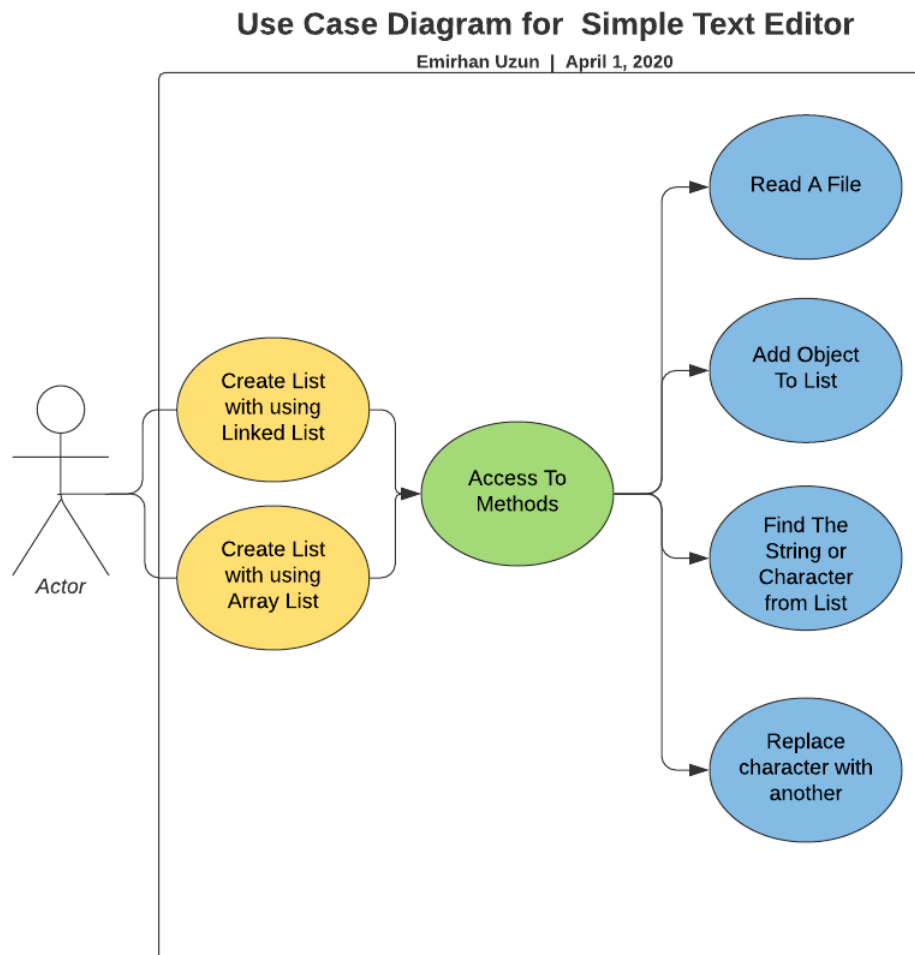 Use Case Diagram for Simple Text Editor
Emirhan Uzun | April 1, 2020
Read A File
Add Object
To List
Create List
with using
Linked List
Access To
Methods
Create List
with using
Array List
Actor
Find The
String or
Character
from List
Replace
character with
another